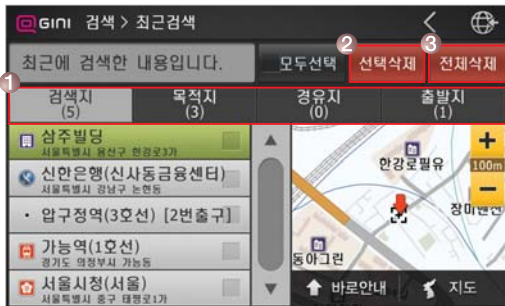 GINI 검색 > 최근검색
최근에 검색한 내용입니다.
모두선택
② 선택삭제
③ 전체삭제
①
검색지
(5)
목적지
(3)
경유지
(0)
출발지
(1)
삼주빌딩
서울특별시 용산구 한강로3가
신한은행(신사동금융센터)
서울특별시 강남구 논현동
· 압구정역(3호선) [2번출구]
가능역(1호선)
경기도 의정부시 가능동
서울시청(서울)
서울특별시 중구 태평로1가
한강로필유
+
100m
−
장미맨션
동아그린
바로안내
지도